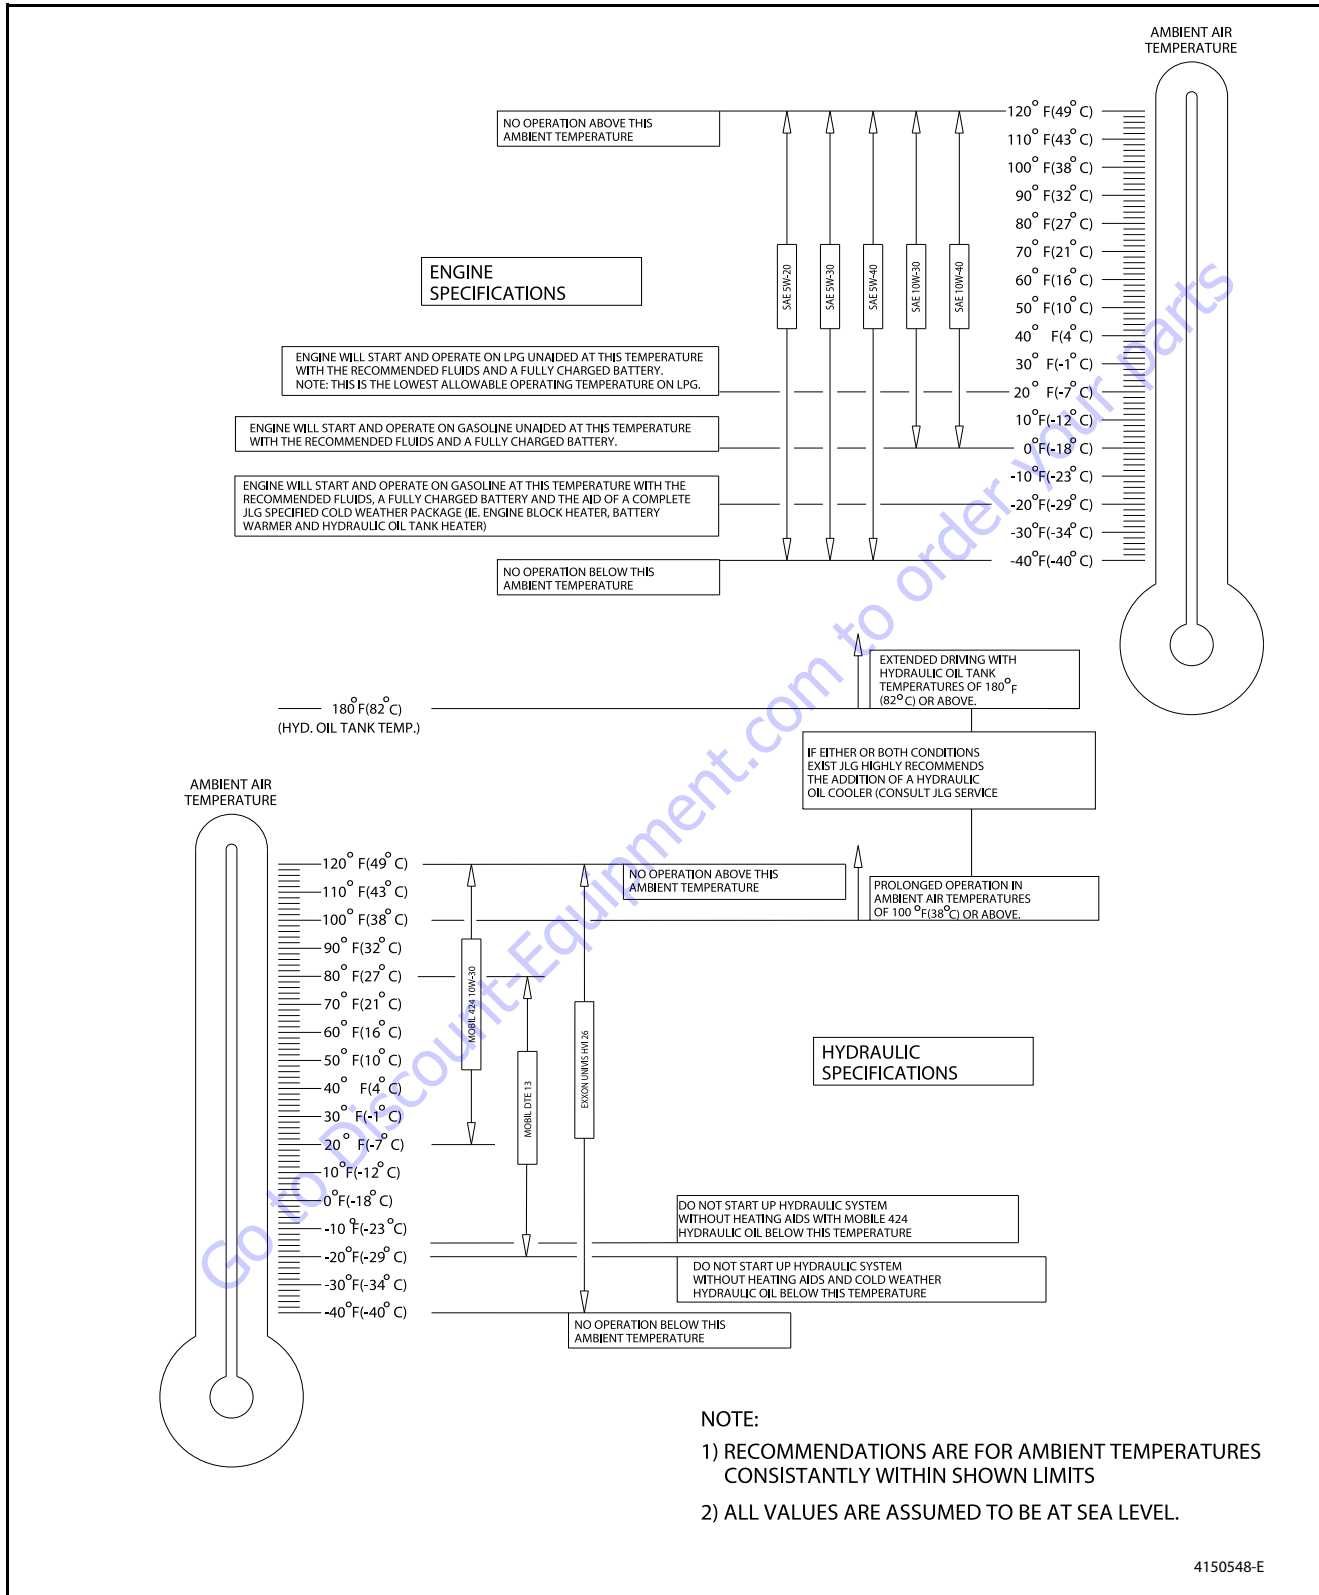 AMBIENT AIR
TEMPERATURE
NO OPERATION ABOVE THIS
AMBIENT TEMPERATURE
120° F(49° C)
110° F(43° C)
100° F(38° C)
90° F(32° C)
80° F(27° C)
70° F(21° C)
60° F(16° C)
50° F(10° C)
40° F(4° C)
30° F(-1° C)
20° F(-7° C)
10°F(-12° C)
0°F(-18° C)
-10°F(-23° C)
-20°F(-29° C)
-30°F(-34° C)
-40°F(-40° C)
SAE 5W-20
SAE 5W-30
SAE 5W-40
SAE 10W-30
SAE 10W-40
ENGINE
SPECIFICATIONS
ENGINE WILL START AND OPERATE ON LPG UNAIDED AT THIS TEMPERATURE
WITH THE RECOMMENDED FLUIDS AND A FULLY CHARGED BATTERY.
NOTE: THIS IS THE LOWEST ALLOWABLE OPERATING TEMPERATURE ON LPG.
ENGINE WILL START AND OPERATE ON GASOLINE UNAIDED AT THIS TEMPERATURE
WITH THE RECOMMENDED FLUIDS AND A FULLY CHARGED BATTERY.
ENGINE WILL START AND OPERATE ON GASOLINE AT THIS TEMPERATURE WITH THE
RECOMMENDED FLUIDS, A FULLY CHARGED BATTERY AND THE AID OF A COMPLETE
JLG SPECIFIED COLD WEATHER PACKAGE (IE. ENGINE BLOCK HEATER, BATTERY
WARMER AND HYDRAULIC OIL TANK HEATER)
NO OPERATION BELOW THIS
AMBIENT TEMPERATURE
EXTENDED DRIVING WITH
HYDRAULIC OIL TANK
TEMPERATURES OF 180°F
(82°C) OR ABOVE.
180°F(82°C)
(HYD. OIL TANK TEMP.)
IF EITHER OR BOTH CONDITIONS
EXIST JLG HIGHLY RECOMMENDS
THE ADDITION OF A HYDRAULIC
OIL COOLER (CONSULT JLG SERVICE
AMBIENT AIR
TEMPERATURE
120° F(49° C)
110° F(43° C)
100° F(38° C)
90° F(32° C)
80° F(27° C)
70° F(21° C)
60° F(16° C)
50° F(10° C)
40° F(4° C)
30° F(-1° C)
20° F(-7° C)
10°F(-12° C)
0°F(-18° C)
-10 °F(-23 °C)
-20°F(-29° C)
-30°F(-34° C)
-40°F(-40° C)
NO OPERATION ABOVE THIS
AMBIENT TEMPERATURE
PROLONGED OPERATION IN
AMBIENT AIR TEMPERATURES
OF 100 °F(38°C) OR ABOVE.
MOBIL 424 10W-30
MOBIL DTE 13
EXXON UNIVIS HVI 26
HYDRAULIC
SPECIFICATIONS
DO NOT START UP HYDRAULIC SYSTEM
WITHOUT HEATING AIDS WITH MOBILE 424
HYDRAULIC OIL BELOW THIS TEMPERATURE
DO NOT START UP HYDRAULIC SYSTEM
WITHOUT HEATING AIDS AND COLD WEATHER
HYDRAULIC OIL BELOW THIS TEMPERATURE
NO OPERATION BELOW THIS
AMBIENT TEMPERATURE
NOTE:
1) RECOMMENDATIONS ARE FOR AMBIENT TEMPERATURES
CONSISTANTLY WITHIN SHOWN LIMITS
2) ALL VALUES ARE ASSUMED TO BE AT SEA LEVEL.
4150548-E
Go to Discount-Equipment.com to order your parts